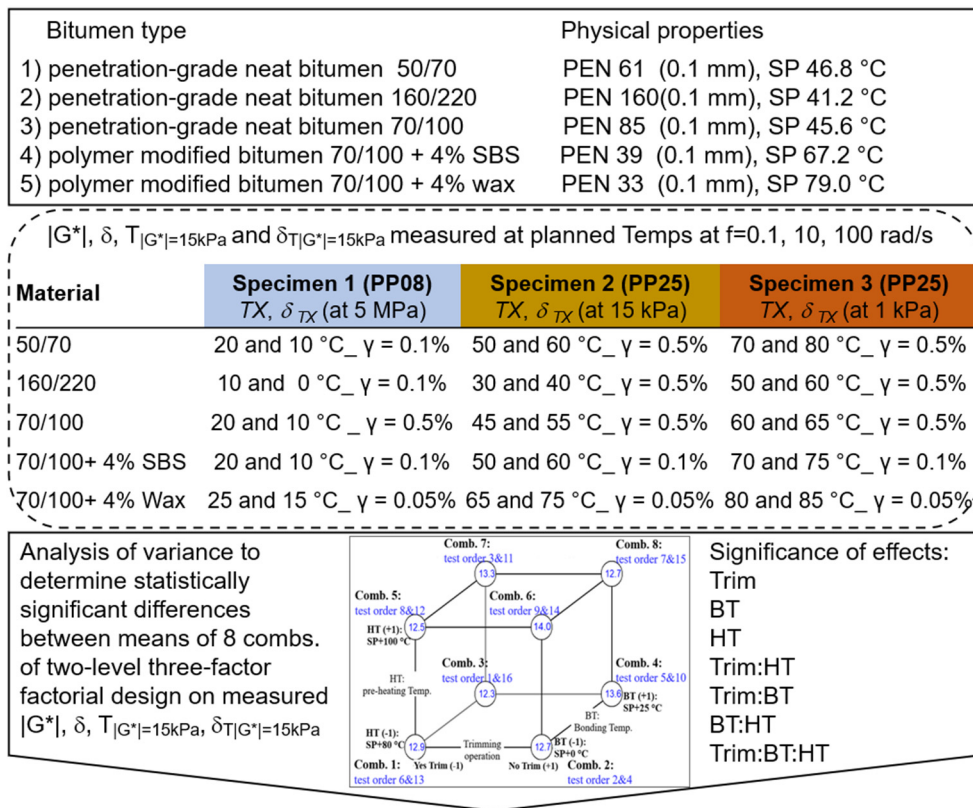 Bitumen type Physical properties
1) penetration-grade neat bitumen 50/70 PEN 61 (0.1 mm), SP 46.8 °C
2) penetration-grade neat bitumen 160/220 PEN 160(0.1 mm), SP 41.2 °C
3) penetration-grade neat bitumen 70/100 PEN 85 (0.1 mm), SP 45.6 °C
4) polymer modified bitumen 70/100 + 4% SBS PEN 39 (0.1 mm), SP 67.2 °C
5) polymer modified bitumen 70/100 + 4% wax PEN 33 (0.1 mm), SP 79.0 °C
|G*|, δ, T|G*|=15kPa and δT|G*|=15kPa measured at planned Temps at f=0.1, 10, 100 rad/s
Material Specimen 1 (PP08) Specimen 2 (PP25) Specimen 3 (PP25)
TX, δ TX (at 5 MPa) TX, δ TX (at 15 kPa) TX, δ TX (at 1 kPa)
50/70 20 and 10 °C_ γ = 0.1% 50 and 60 °C_ γ = 0.5% 70 and 80 °C_ γ = 0.5%
160/220 10 and 0 °C_ γ = 0.1% 30 and 40 °C_ γ = 0.5% 50 and 60 °C_ γ = 0.5%
70/100 20 and 10 °C _ γ = 0.5% 45 and 55 °C_ γ = 0.5% 60 and 65 °C_ γ = 0.5%
70/100+ 4% SBS 20 and 10 °C_ γ = 0.1% 50 and 60 °C_ γ = 0.1% 70 and 75 °C_ γ = 0.1%
70/100+ 4% Wax 25 and 15 °C_ γ = 0.05% 65 and 75 °C_ γ = 0.05% 80 and 85 °C_ γ = 0.05%
Analysis of variance to
determine statistically
significant differences
between means of 8 combs.
of two-level three-factor
factorial design on measured
|G*|, δ, T|G*|=15kPa, δT|G*|=15kPa
Comb. 7:
test order 3&11
13.3
Comb. 8:
test order 7&15
12.7
Comb. 5:
test order 8&12
12.5
HT (+1):
SP+100 °C
Comb. 6:
test order 9&14
14.0
HT:
pre-heating Temp.
Comb. 3:
test order 1&16
12.3
Comb. 4:
test order 5&10
13.6
BT (+1):
SP+25 °C
BT:
Bonding Temp.
HT (-1):
SP+80 °C
12.9
Trimming
operation
12.7
BT (-1):
SP+0 °C
Comb. 1:
test order 6&13
Yes Trim (-1)
No Trim (+1)
Comb. 2:
test order 2&4
Significance of effects:
Trim
BT
HT
Trim:HT
Trim:BT
BT:HT
Trim:BT:HT